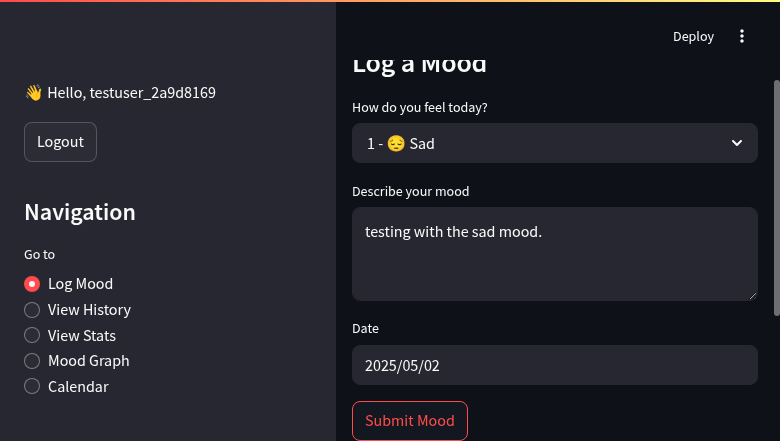 Deploy
👋 Hello, testuser_2a9d8169
Logout
Navigation
Go to
Log Mood
View History
View Stats
Mood Graph
Calendar
Log a Mood
How do you feel today?
1 - 😔 Sad
Describe your mood
testing with the sad mood.
Date
2025/05/02
Submit Mood